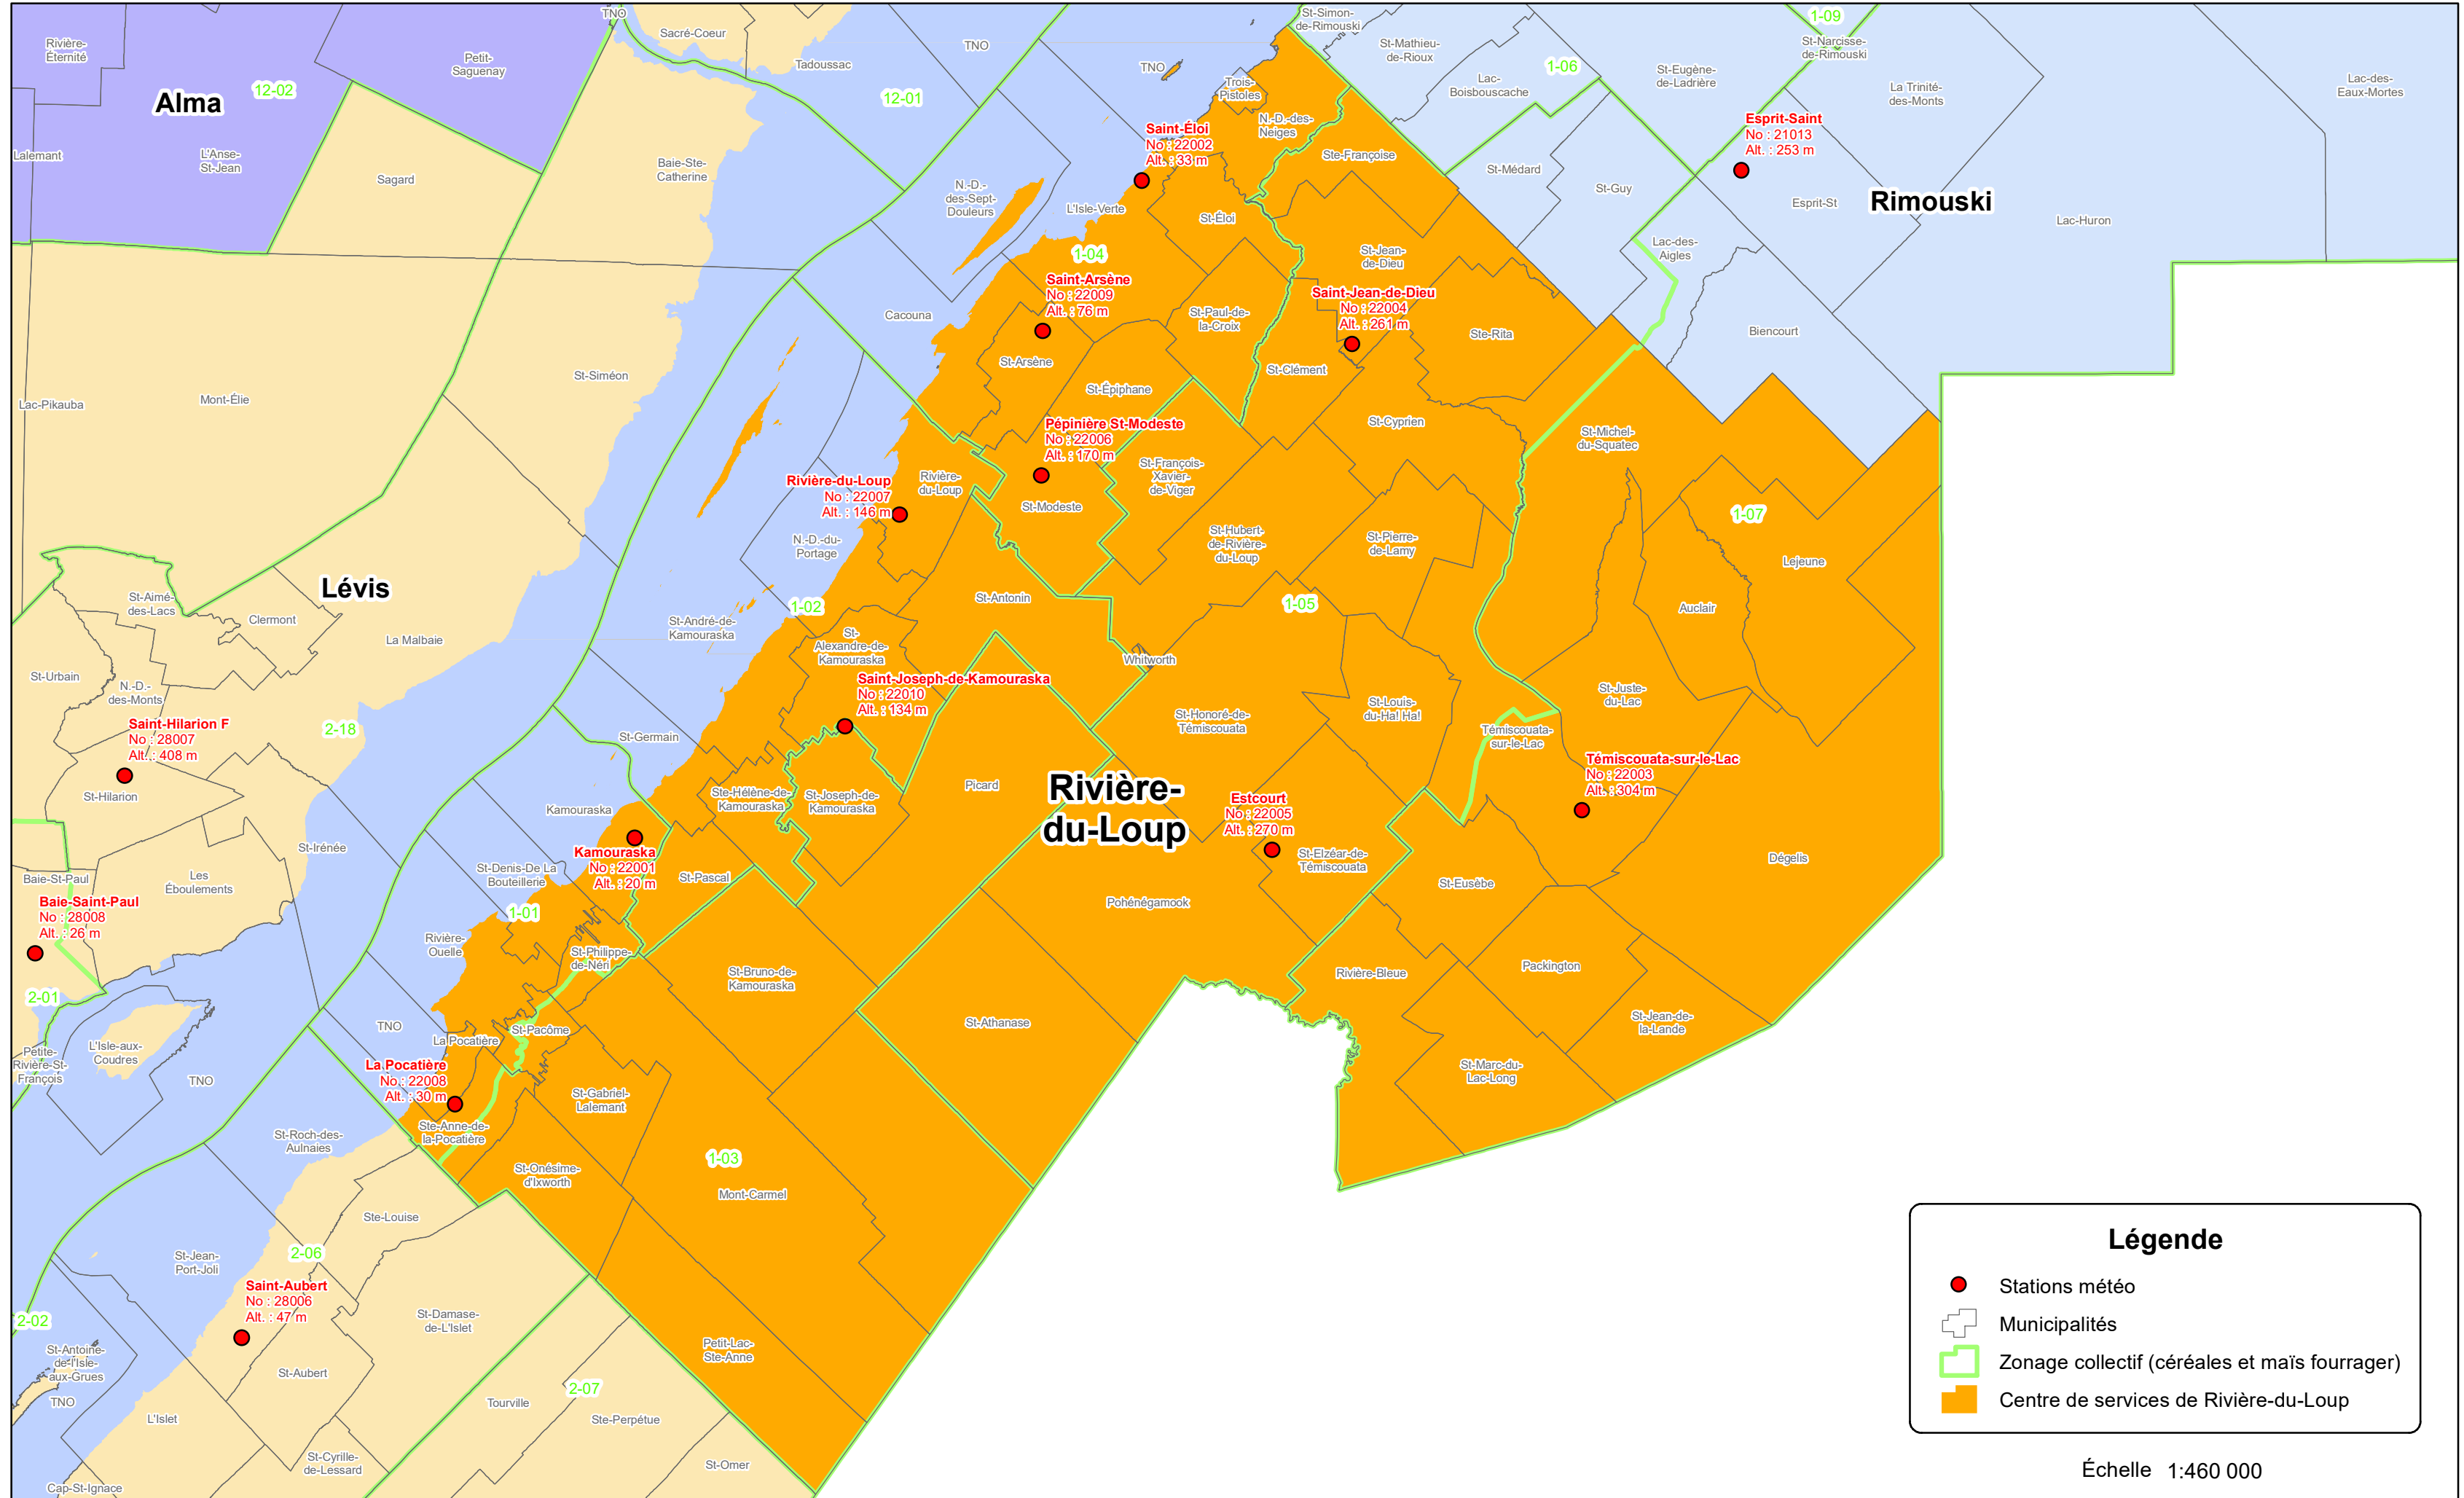 TNO
Sacré-Coeur
St-Simon-
de-Rimouski
1-09
Rivière-
Éternité
Petit-
Saguenay
Tadoussac
TNO
TNO
St-Mathieu-
de-Rioux
St-Narcisse-
de-Rimouski
1-06
Lac-
Boisbouscache
St-Eugène-
de-Ladrière
La Trinité-
des-Monts
Lac-des-
Eaux-Mortes
Alma
12-02
12-01
Trois-
Pistoles
N.-D.-des-
Neiges
Saint-Éloi
No : 22002
Alt. : 33 m
Esprit-Saint
No : 21013
Alt. : 253 m
Lalemant
L'Anse-
St-Jean
Sagard
Baie-Ste-
Catherine
N.-D.-
des-Sept-
Douleurs
L'Isle-Verte
St-Éloi
Ste-Françoise
St-Médard
St-Guy
Esprit-St
Rimouski
Lac-Huron
1-04
St-Jean-
de-Dieu
Lac-des-
Aigles
Saint-Arsène
No : 22009
Alt. : 76 m
Saint-Jean-de-Dieu
No : 22004
Alt. : 261 m
Cacouna
St-Paul-de-
la-Croix
Ste-Rita
Biencourt
St-Arsène
St-Clément
St-Épiphane
Lac-Pikauba
Mont-Élie
St-Siméon
Pépinière St-Modeste
No : 22006
Alt. : 170 m
St-Cyprien
St-Michel-
du-Squatec
Rivière-du-Loup
No : 22007
Alt. : 146 m
Rivière-
du-Loup
St-Modeste
St-François-
Xavier-
de-Viger
1-07
N.-D.-du-
Portage
St-Hubert-
de-Rivière-
du-Loup
St-Pierre-
de-Lamy
Lejeune
Lévis
St-Aimé-
des-Lacs
Clermont
La Malbaie
St-André-de-
Kamouraska
1-02
St-Antonin
1-05
Auclair
St-
Alexandre-de-
Kamouraska
Whitworth
St-Urbain
N.-D.-
des-Monts
Saint-Joseph-de-Kamouraska
No : 22010
Alt. : 134 m
St-Honoré-de-
Témiscouata
St-Louis-
du-Ha! Ha!
St-Juste-
du-Lac
Saint-Hilarion F
No : 28007
Alt. : 408 m
2-18
St-Germain
Témiscouata-
sur-le-Lac
Témiscouata-sur-le-Lac
No : 22003
Alt. : 304 m
St-Hilarion
Kamouraska
Ste-Hélène-de-
Kamouraska
St-Joseph-de-
Kamouraska
Picard
Rivière-
du-Loup
Estcourt
No : 22005
Alt. : 270 m
St-Irénée
Kamouraska
No : 22001
Alt. : 20 m
St-Elzéar-de-
Témiscouata
Dégelis
Baie-St-Paul
Les
Éboulements
St-Denis-De La
Bouteillerie
St-Pascal
St-Eusèbe
Baie-Saint-Paul
No : 28008
Alt. : 26 m
1-01
Pohénégamook
Rivière-
Ouelle
St-Philippe-
de-Néri
St-Bruno-de-
Kamouraska
Rivière-Bleue
Packington
2-01
TNO
St-Pacôme
La Pocatière
St-Athanase
St-Jean-de-
la-Lande
L'Isle-aux-
Coudres
Petite-
Rivière-St-
François
TNO
La Pocatière
No : 22008
Alt. : 30 m
St-Gabriel-
Lalemant
St-Marc-du-
Lac-Long
St-Roch-des-
Aulnaies
Ste-Anne-de-
la-Pocatière
1-03
St-Onésime-
d'Ixworth
Mont-Carmel
Ste-Louise
2-06
St-Jean-
Port-Joli
Saint-Aubert
No : 28006
Alt. : 47 m
2-02
St-Damase-
de-L'Islet
Petit-Lac-
Ste-Anne
St-Antoine-
de-l'Isle-
aux-Grues
TNO
St-Aubert
2-07
Tourville
L'Islet
Ste-Perpétue
St-Cyrille-
de-Lessard
St-Omer
Cap-St-Ignace
Légende
Stations météo
Municipalités
Zonage collectif (céréales et maïs fourrager)
Centre de services de Rivière-du-Loup
Échelle 1:460 000